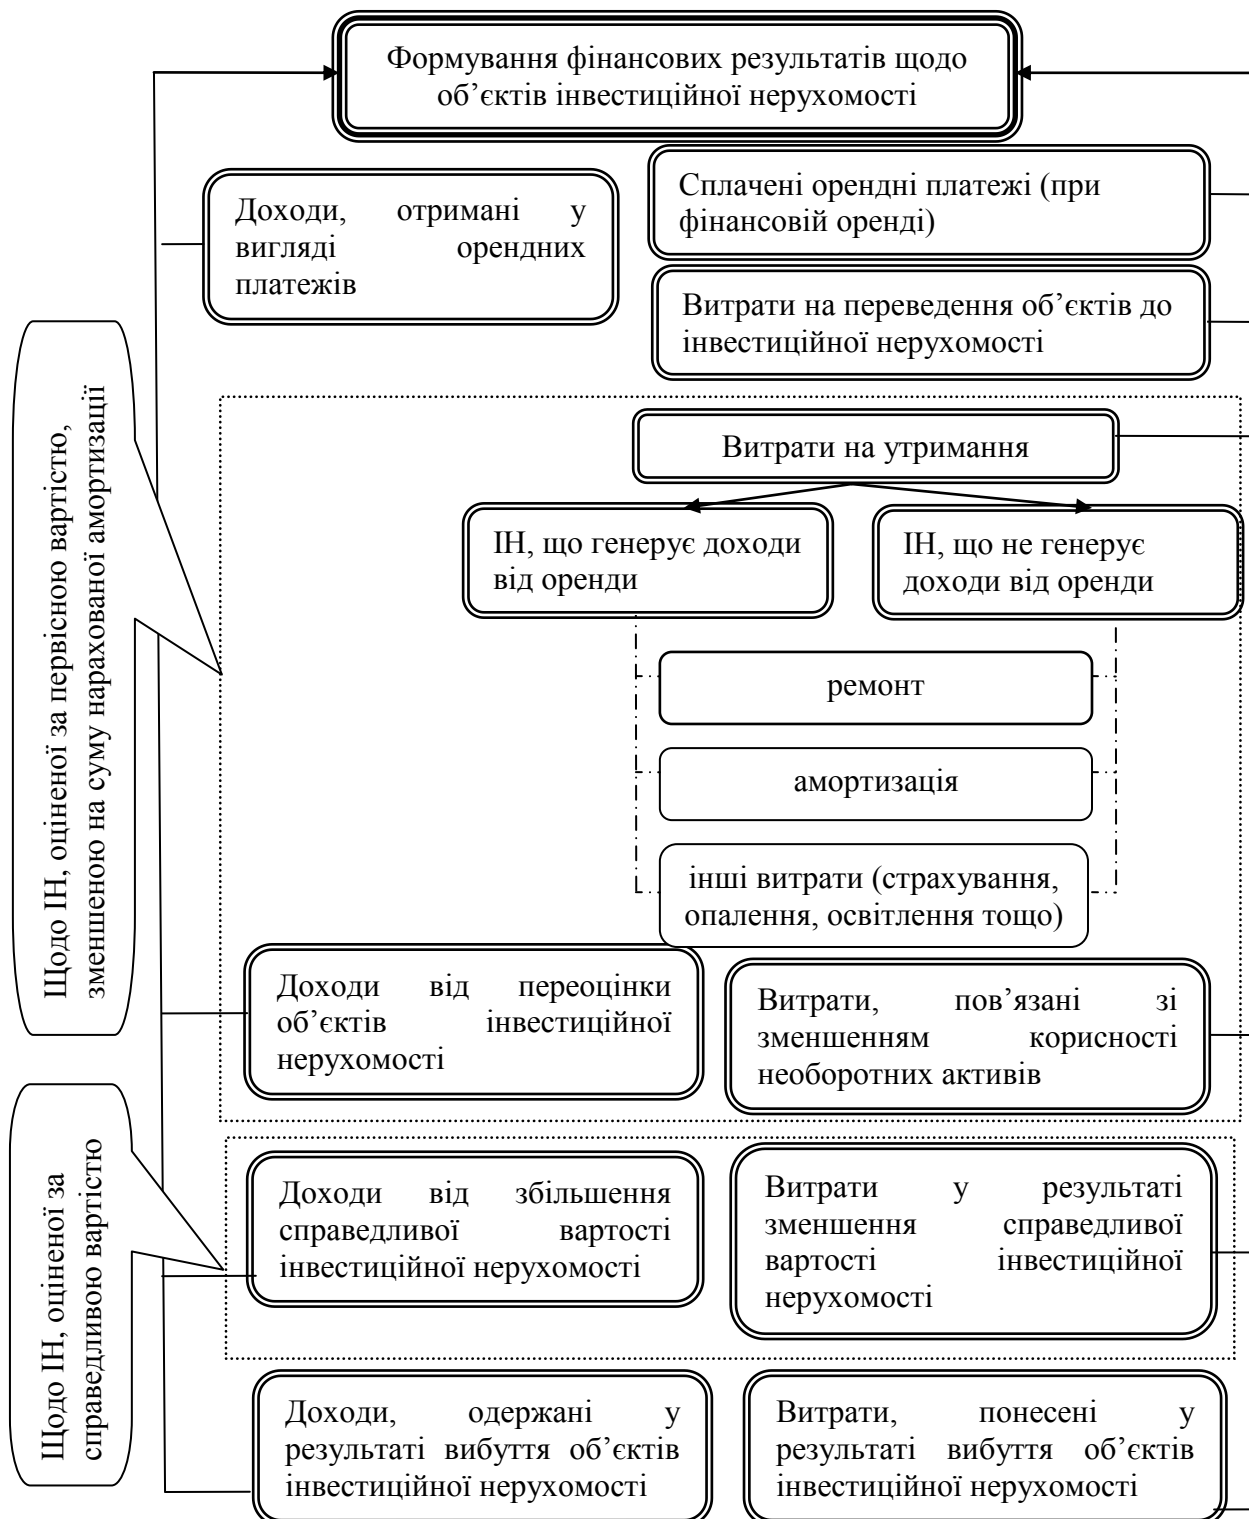 Формування фінансових результатів щодо
об’єктів інвестиційної нерухомості
Доходи, отримані у
вигляді орендних
платежів
Сплачені орендні платежі (при
фінансовій оренді)
Витрати на переведення об’єктів до
інвестиційної нерухомості
Щодо ІН, оціненої за первісною вартістю,
зменшеною на суму нарахованої амортизації
Витрати на утримання
ІН, що генерує доходи
від оренди
ІН, що не генерує
доходи від оренди
ремонт
амортизація
інші витрати (страхування,
опалення, освітлення тощо)
Доходи від переоцінки
об’єктів інвестиційної
нерухомості
Витрати, пов’язані зі
зменшенням корисності
необоротних активів
Щодо ІН, оціненої за
справедливою вартістю
Доходи від збільшення
справедливої вартості
інвестиційної нерухомості
Витрати у результаті
зменшення справедливої
вартості інвестиційної
нерухомості
Доходи, одержані у
результаті вибуття об’єктів
інвестиційної нерухомості
Витрати, понесені у
результаті вибуття об’єктів
інвестиційної нерухомості